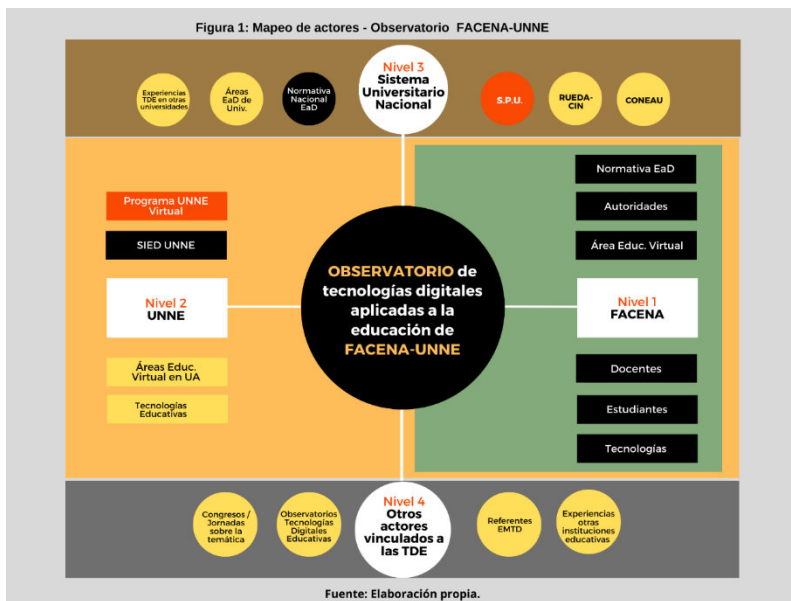 Figura 1: Mapeo de actores - Observatorio FACENA-UNNE
Nivel 3
Sistema
Universitario
Nacional
Experiencias
TDE en otras
universidades
Áreas
EaD de
Univ.
Normativa
Nacional
EaD
S.P.U.
RUEDA-
CIN
CONEAU
Programa UNNE
Virtual
SIED UNNE
Nivel 2
UNNE
Áreas Educ.
Virtual en UA
Tecnologías
Educativas
OBSERVATORIO de
tecnologías digitales
aplicadas a la
educación de
FACENA-UNNE
Normativa EaD
Autoridades
Área Educ. Virtual
Nivel 1
FACENA
Docentes
Estudiantes
Tecnologías
Congresos /
Jornadas
sobre la
temática
Observatorios
Tecnologías
Digitales
Educativas
Nivel 4
Otros
actores
vinculados a
las TDE
Referentes
EMTD
Experiencias
otras
instituciones
educativas
Fuente: Elaboración propia.